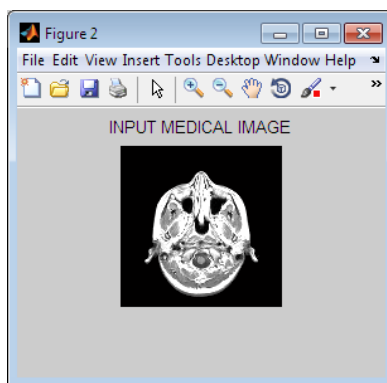 Figure 2
File Edit View Insert Tools Desktop Window Help
INPUT MEDICAL IMAGE